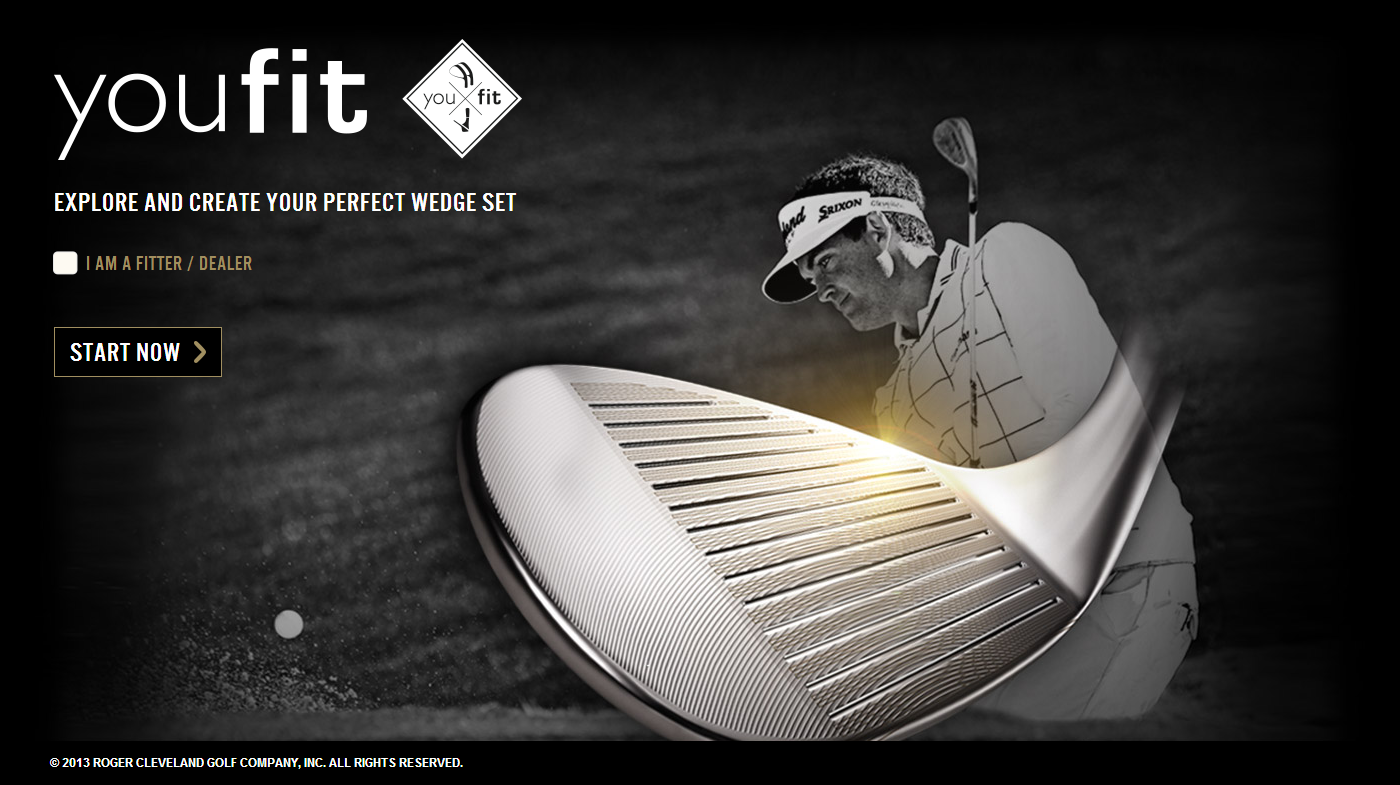 youfit
you fit
EXPLORE AND CREATE YOUR PERFECT WEDGE SET
SRIXON
I AM A FITTER / DEALER
START NOW
© 2013 ROGER CLEVELAND GOLF COMPANY, INC. ALL RIGHTS RESERVED.